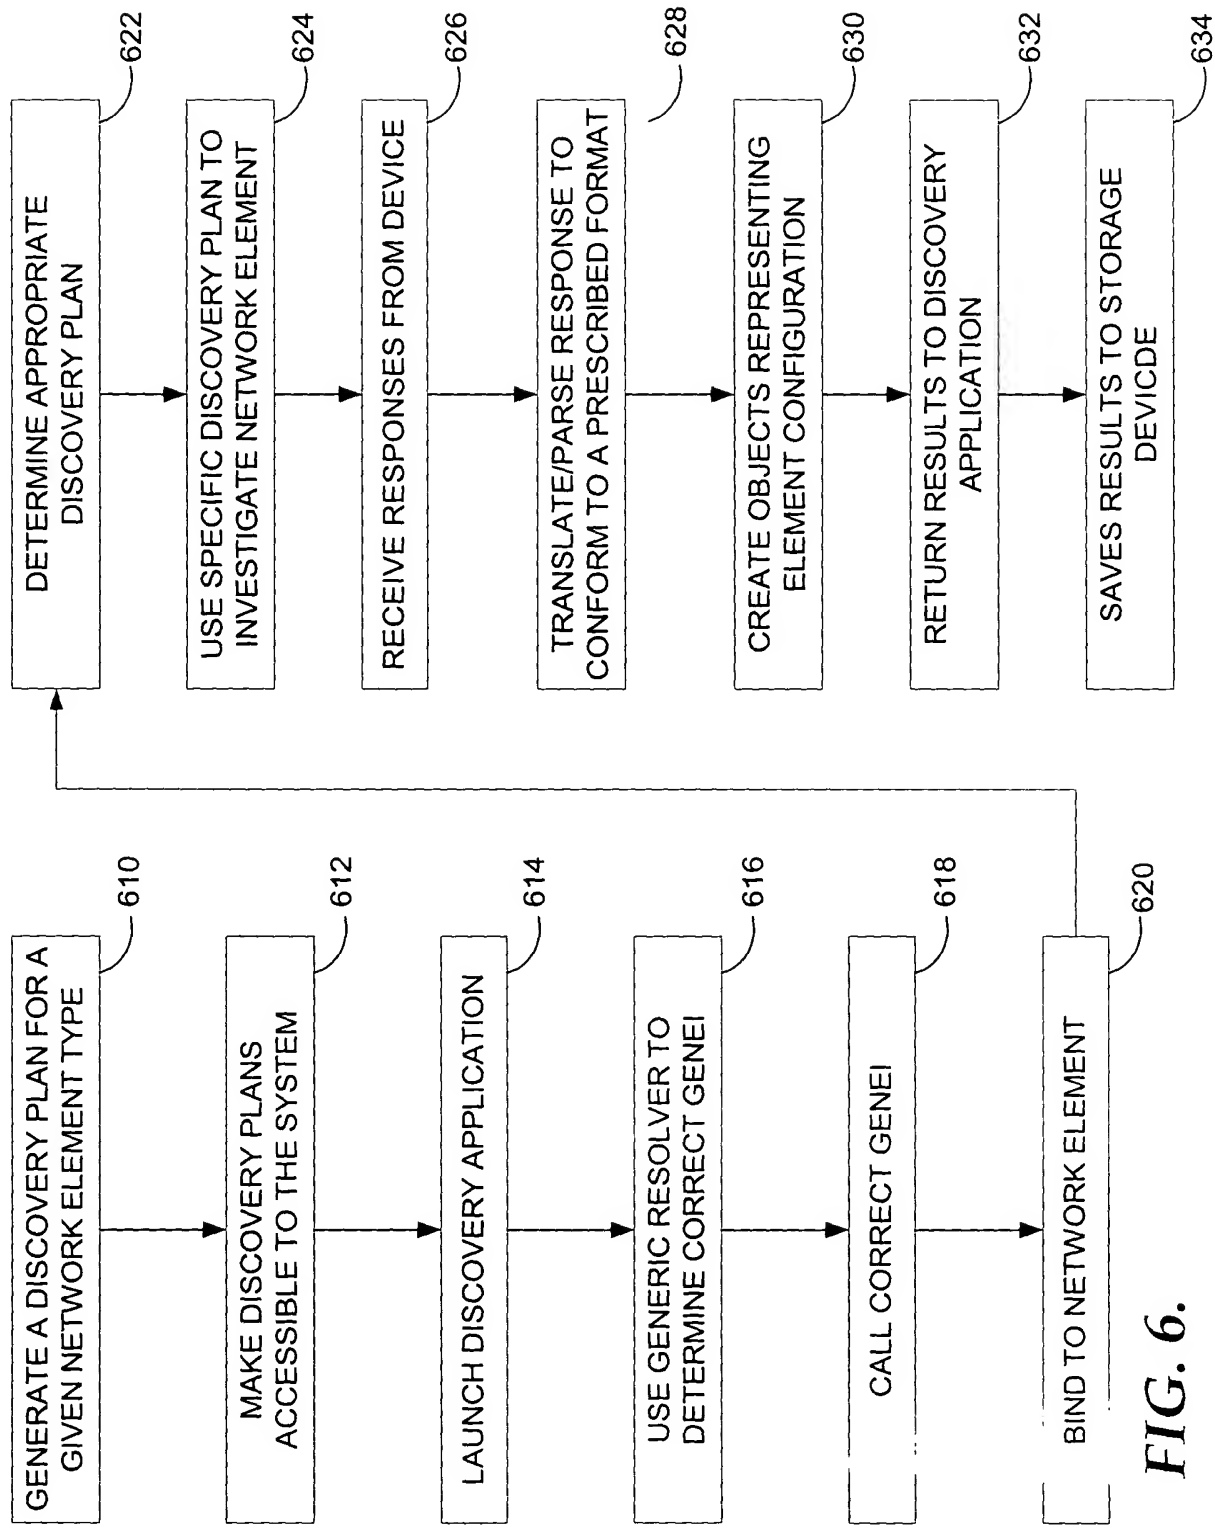 GENERATE A DISCOVERY PLAN FOR A
GIVEN NETWORK ELEMENT TYPE
610
MAKE DISCOVERY PLANS
ACCESSIBLE TO THE SYSTEM
612
LAUNCH DISCOVERY APPLICATION
614
USE GENERIC RESOLVER TO
DETERMINE CORRECT GENEI
616
CALL CORRECT GENEI
618
BIND TO NETWORK ELEMENT
620
DETERMINE APPROPRIATE
DISCOVERY PLAN
622
USE SPECIFIC DISCOVERY PLAN TO
INVESTIGATE NETWORK ELEMENT
624
RECEIVE RESPONSES FROM DEVICE
626
TRANSLATE/PARSE RESPONSE TO
CONFORM TO A PRESCRIBED FORMAT
628
CREATE OBJECTS REPRESENTING
ELEMENT CONFIGURATION
630
RETURN RESULTS TO DISCOVERY
APPLICATION
632
SAVES RESULTS TO STORAGE
DEVICDE
634
FIG. 6.